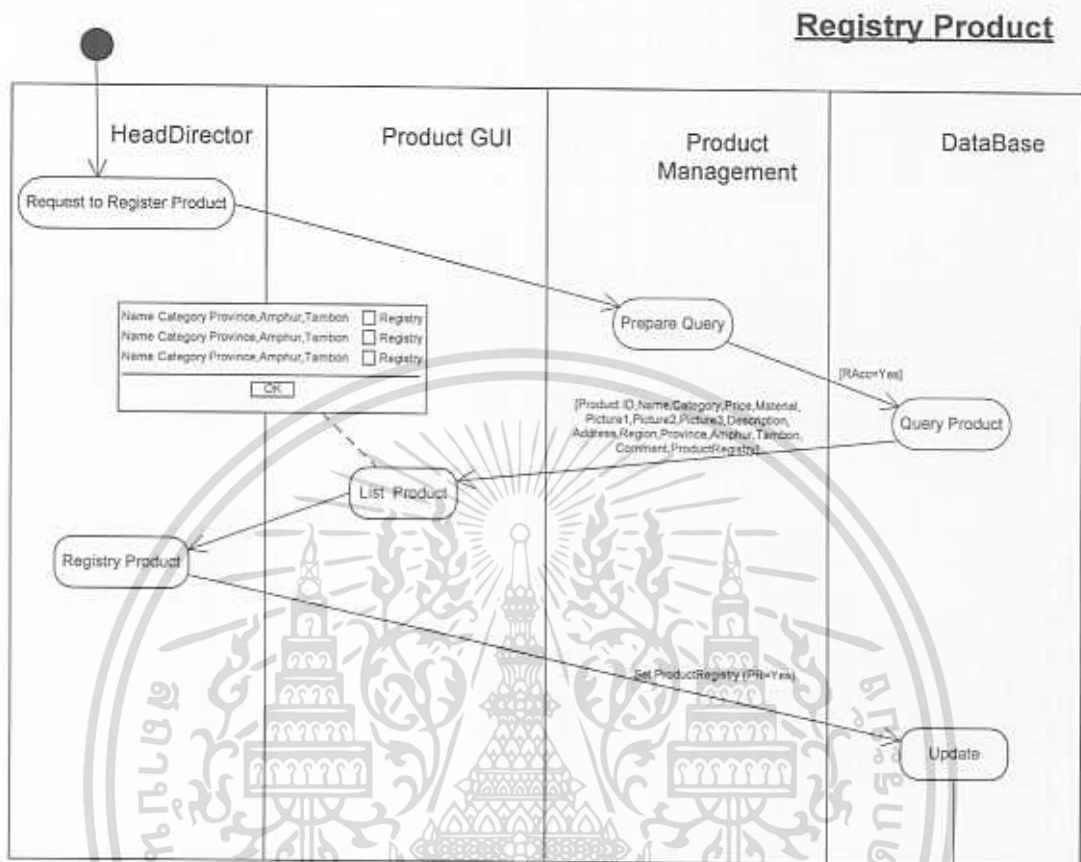 Registry Product
HeadDirector
Product GUI
Product
Management
DataBase
Request to Register Product
Name Category Province,Amphur,Tambon Registry
Name Category Province,Amphur,Tambon Registry
Name Category Province,Amphur,Tambon Registry
OK
Prepare Query
[RAcc=Yes]
Query Product
[Product ID,Name,Category,Price,Material,
Picture1,Picture2,Picture3,Description,
Address,Region,Province,Amphur,Tambon,
Comment,ProductRegistry]
List Product
Registry Product
Set ProductRegistry (PR=Yes)
Update